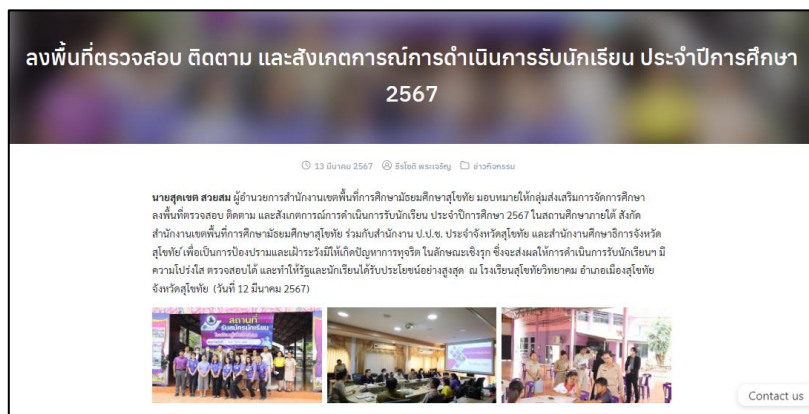 ลงพื้นที่ตรวจสอบ ติดตาม และสังเกตการณ์การดำเนินการรับนักเรียน ประจำปีการศึกษา
2567
13 มีนาคม 2567 ธีรโชติ พระเจริญ ข่าวกิจกรรม
นายสุดเขต สวยสม ผู้อำนวยการสำนักงานเขตพื้นที่การศึกษามัธยมศึกษาสุโขทัย มอบหมายให้กลุ่มส่งเสริมการจัดการศึกษา
ลงพื้นที่ตรวจสอบ ติดตาม และสังเกตการณ์การดำเนินการรับนักเรียน ประจำปีการศึกษา 2567 ในสถานศึกษาภายใต้ สังกัด
สำนักงานเขตพื้นที่การศึกษามัธยมศึกษาสุโขทัย ร่วมกับสำนักงาน ป.ป.ช. ประจำจังหวัดสุโขทัย และสำนักงานศึกษาธิการจังหวัด
สุโขทัย เพื่อเป็นการป้องปรามและเฝ้าระวังมิให้เกิดปัญหาการทุจริต ในลักษณะเชิงรุก ซึ่งจะส่งผลให้การดำเนินการรับนักเรียนฯ มี
ความโปร่งใส ตรวจสอบได้ และทำให้รัฐและนักเรียนได้รับประโยชน์อย่างสูงสุด ณ โรงเรียนสุโขทัยวิทยาคม อำเภอเมืองสุโขทัย
จังหวัดสุโขทัย (วันที่ 12 มีนาคม 2567)
สถานที่
รับสมัครนักเรียน
Contact us